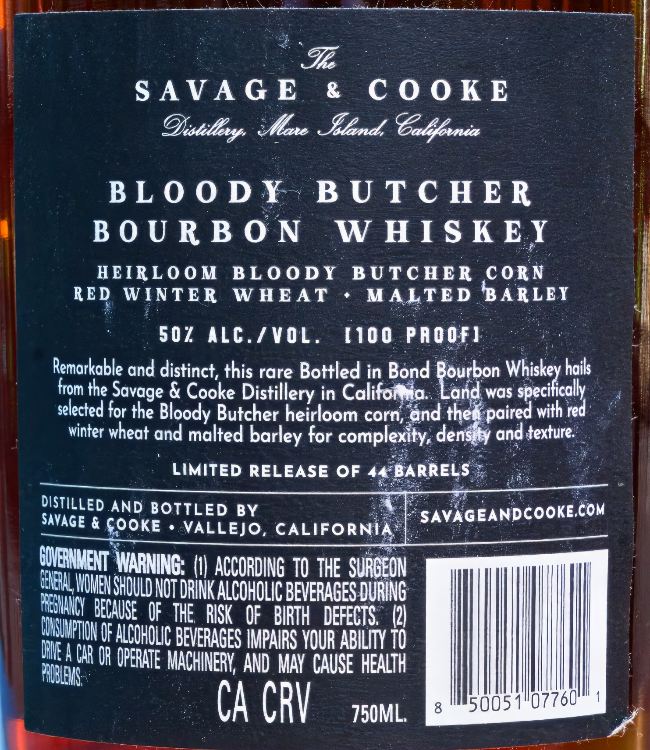 The
SAVAGE & COOKE
Distillery, Mare Island, California
BLOODY BUTCHER
BOURBON WHISKEY
HEIRLOOM BLOODY BUTCHER CORN
RED WINTER WHEAT • MALTED BARLEY
50% ALC./VOL. [100 PROOF]
Remarkable and distinct, this rare Bottled in Bond Bourbon Whiskey hails
from the Savage & Cooke Distillery in California. Land was specifically
selected for the Bloody Butcher heirloom corn, and then paired with red
winter wheat and malted barley for complexity, density and texture.
LIMITED RELEASE OF 44 BARRELS
DISTILLED AND BOTTLED BY
SAVAGE & COOKE • VALLEJO, CALIFORNIA
SAVAGEANDCOOKE.COM
GOVERNMENT WARNING: (1) ACCORDING TO THE SURGEON
GENERAL, WOMEN SHOULD NOT DRINK ALCOHOLIC BEVERAGES DURING
PREGNANCY BECAUSE OF THE RISK OF BIRTH DEFECTS. (2)
CONSUMPTION OF ALCOHOLIC BEVERAGES IMPAIRS YOUR ABILITY TO
DRIVE A CAR OR OPERATE MACHINERY, AND MAY CAUSE HEALTH
PROBLEMS.
CA CRV 750ML.
8 50051 07760 1